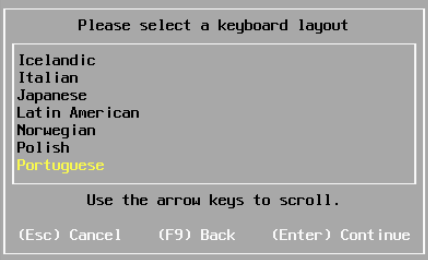 Please select a keyboard layout
Icelandic
Italian
Japanese
Latin American
Norwegian
Polish
Portuguese
Use the arrow keys to scroll.
(Esc) Cancel (F9) Back (Enter) Continue